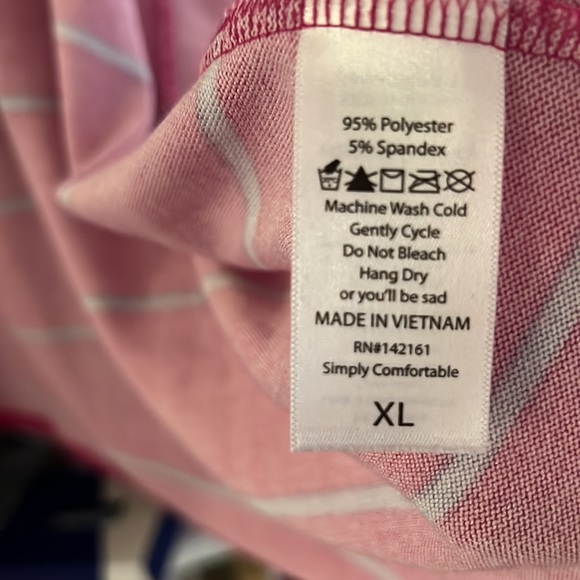 95% Polyester
5% Spandex
Machine Wash Cold
Gently Cycle
Do Not Bleach
Hang Dry
or you'll be sad
MADE IN VIETNAM
RN#142161
Simply Comfortable
XL